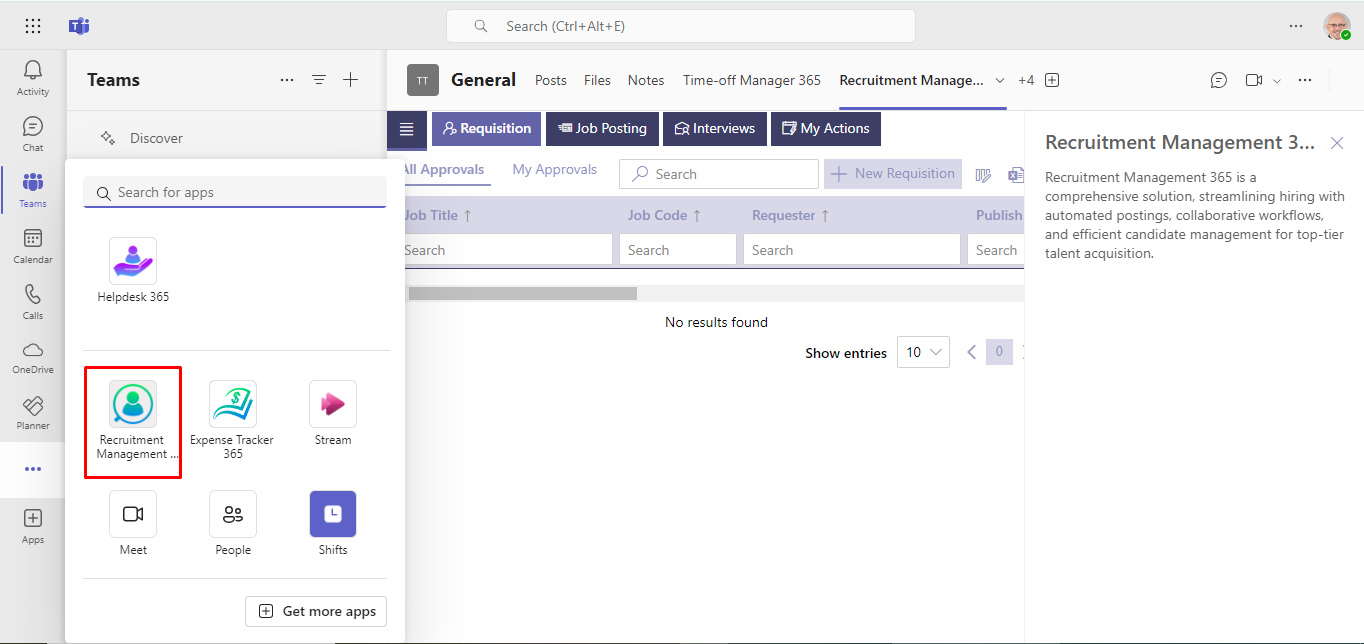 Search (Ctrl+Alt+E)
Activity
Chat
Teams
Calendar
Calls
OneDrive
Planner
Apps
Teams
Discover
Search for apps
Helpdesk 365
Recruitment
Management ...
Expense Tracker
365
Stream
Meet
People
Shifts
Get more apps
TT
General
Posts
Files
Notes
Time-off Manager 365
Recruitment Manage...
+4
Requisition
Job Posting
Interviews
My Actions
All Approvals
My Approvals
Search
New Requisition
Job Title ↑
Job Code ↑
Requester ↑
Publish
Search
Search
Search
Search
No results found
Show entries
10
0
Recruitment Management 3...
Recruitment Management 365 is a
comprehensive solution, streamlining hiring with
automated postings, collaborative workflows,
and efficient candidate management for top-tier
talent acquisition.